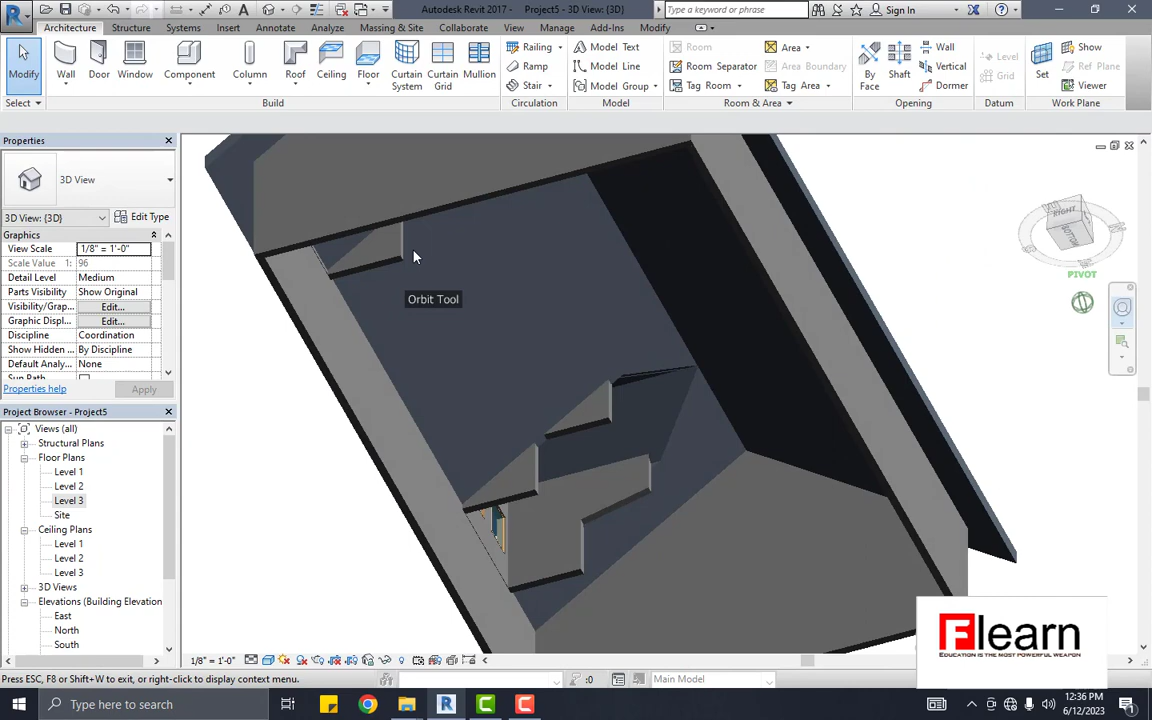 Autodesk Revit 2017 - Project5 - 3D View: {3D}
Type a keyword or phrase
Sign In
Architecture Structure Systems Insert Annotate Analyze Massing & Site Collaborate View Manage Add-Ins Modify
Modify
Wall
Door
Window
Component
Column
Roof
Ceiling
Floor
Curtain System
Curtain Grid
Mullion
Railing
Ramp
Stair
Model Text
Model Line
Model Group
Room
Room Separator
Tag Room
Area
Area Boundary
Tag Area
By Face
Shaft
Wall
Vertical
Dormer
Level
Grid
Set
Show
Ref Plane
Viewer
Select Build Circulation Model Room & Area Opening Datum Work Plane
Properties
3D View
3D View: {3D} Edit Type
Graphics
View Scale 1/8" = 1'-0"
Scale Value 1: 96
Detail Level Medium
Parts Visibility Show Original
Visibility/Grap... Edit...
Graphic Displ... Edit...
Discipline Coordination
Show Hidden ... By Discipline
Default Analy... None
Properties help Apply
Project Browser - Project5
Views (all)
Structural Plans
Floor Plans
Level 1
Level 2
Level 3
Site
Ceiling Plans
Level 1
Level 2
Level 3
3D Views
Elevations (Building Elevation
East
North
South
Orbit Tool
RIGHT
BOTTOM
PIVOT
Flearn
EDUCATION IS THE MOST POWERFUL WEAPON
1/8" = 1'-0"
Press ESC, F8 or Shift+W to exit, or right-click to display context menu.
:0
Main Model
Type here to search
12:36 PM
6/12/2023